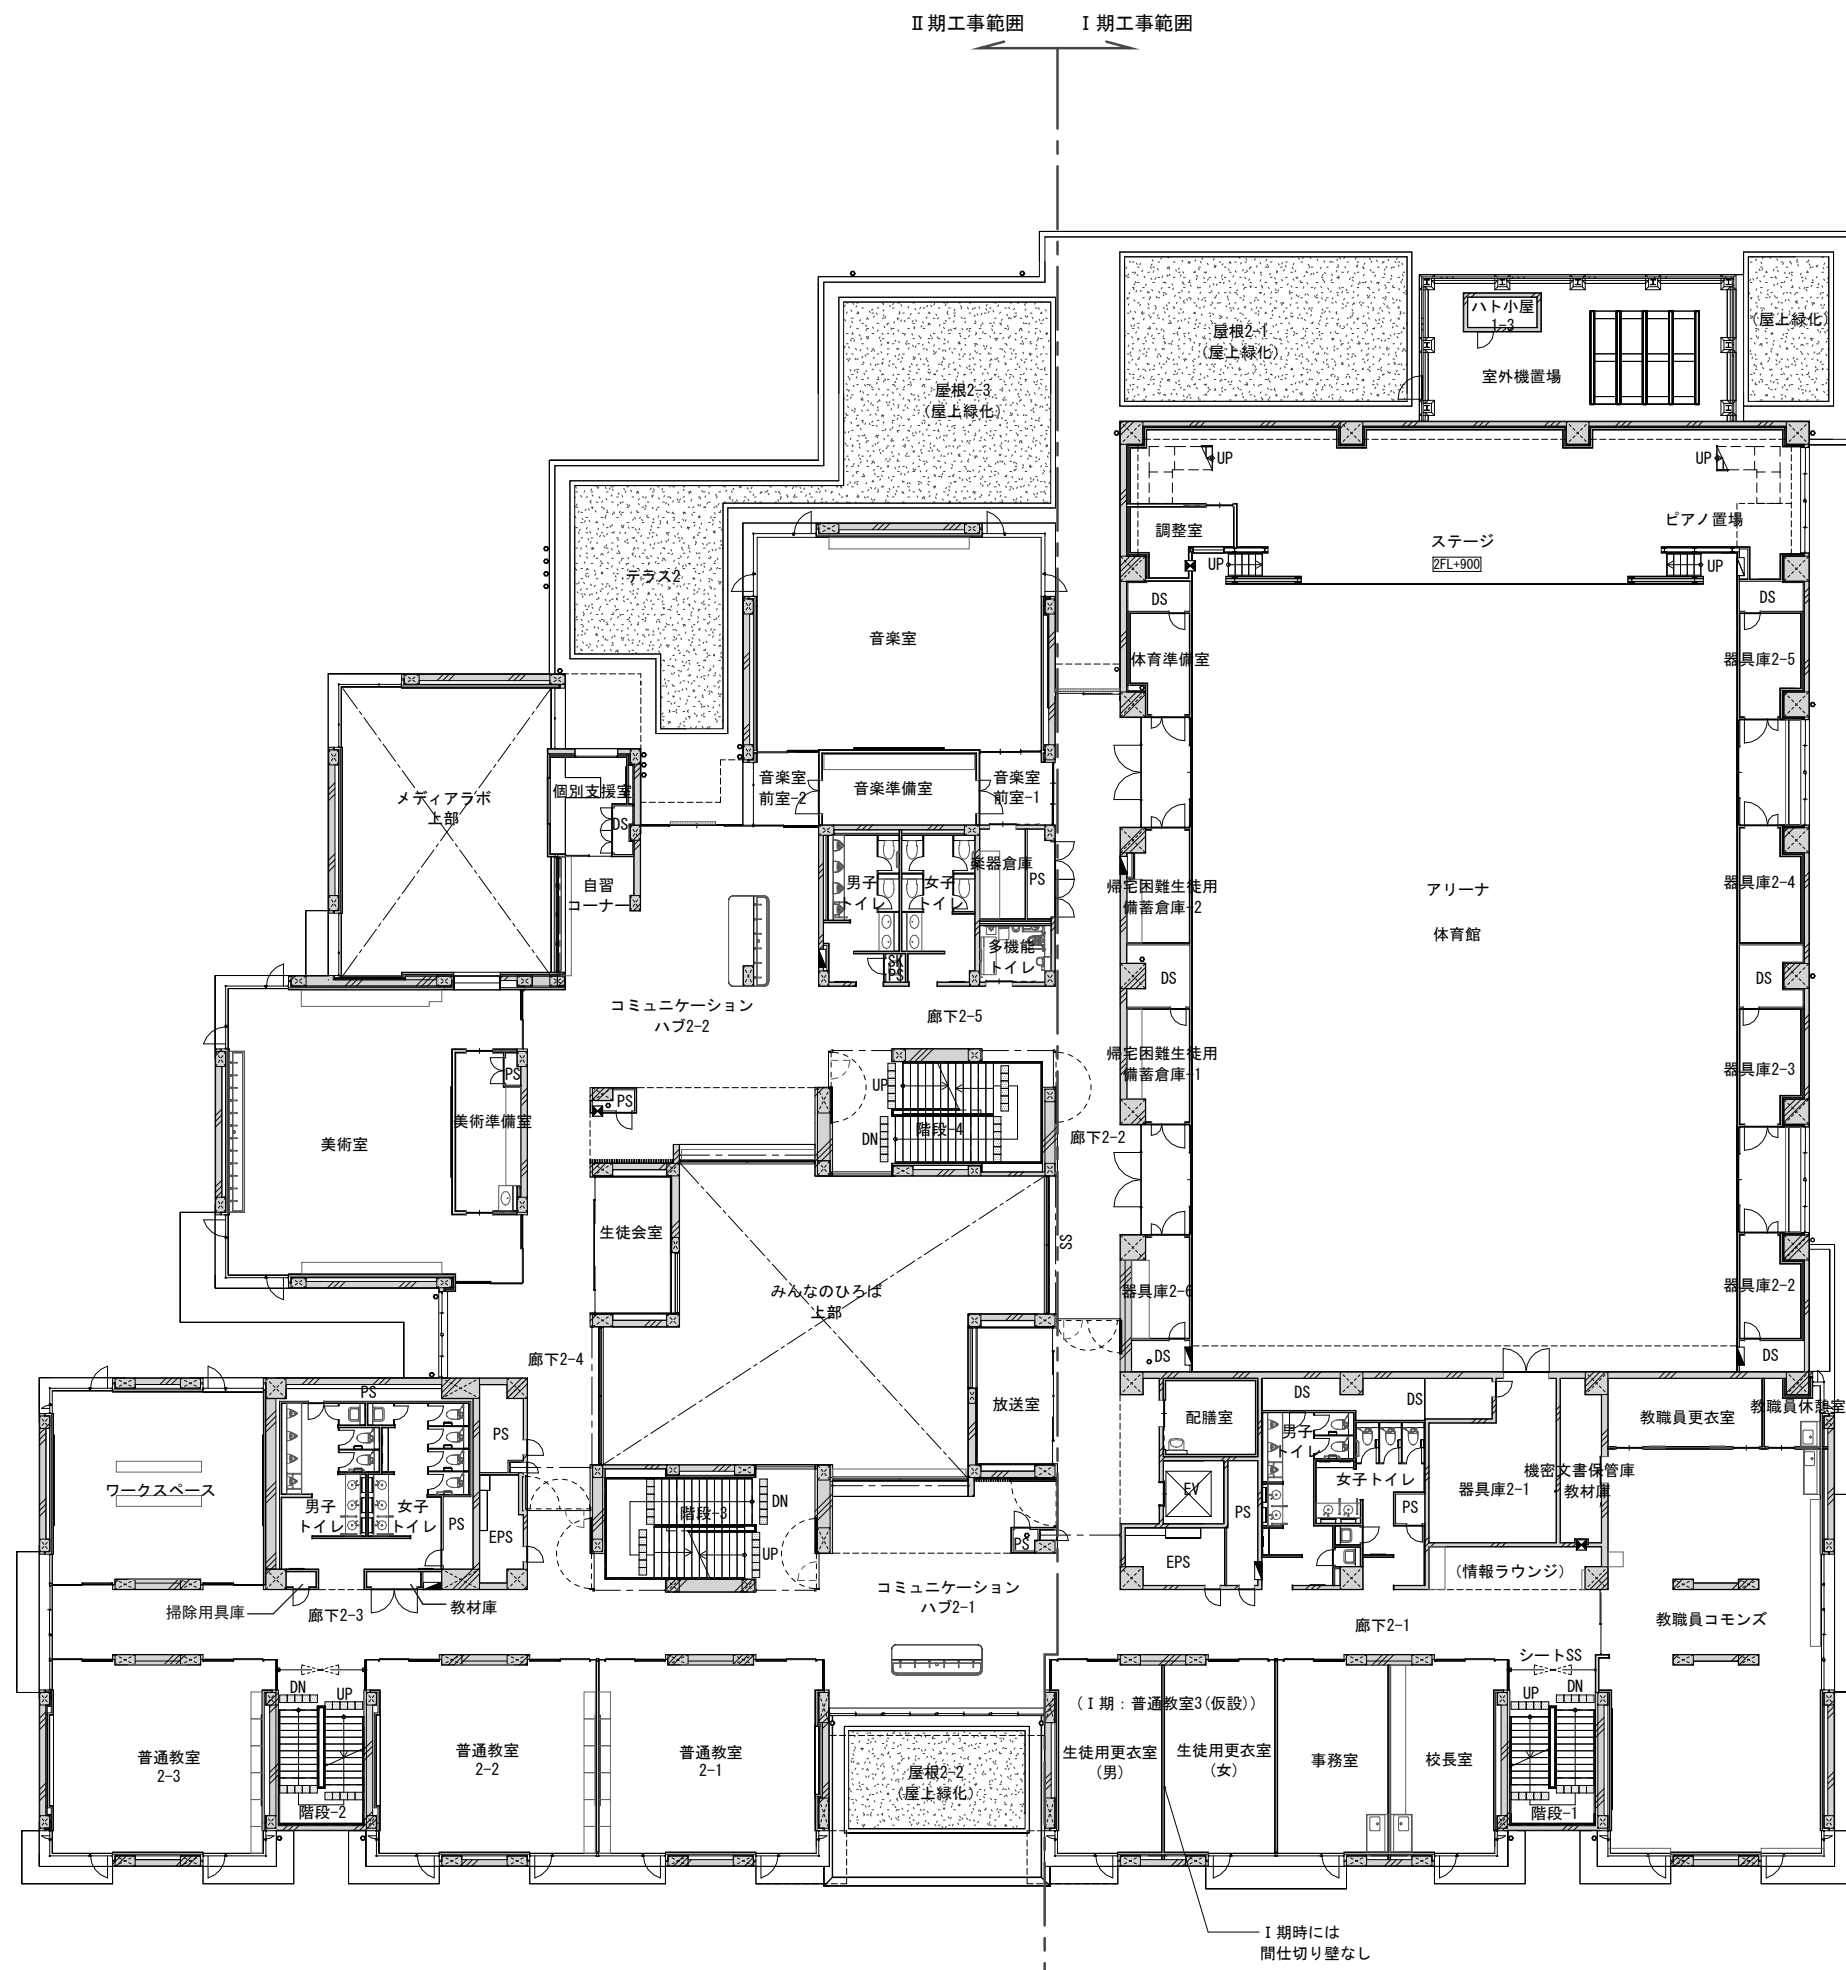 Ⅱ期工事範囲
Ⅰ期工事範囲
ハト小屋
1-3
屋根2-1
(屋上緑化)
(屋上緑化)
室外機置場
屋根2-3
(屋上緑化)
UP
UP
調整室
ピアノ置場
ステージ
2FL+900
UP
UP
テラス2
DS
DS
音楽室
体育準備室
器具庫2-5
メディアラボ
上部
個別支援室
DS
音楽室
前室-2
音楽準備室
音楽室
前室-1
自習
コーナー
男子
トイレ
女子
トイレ
楽器倉庫
PS
帰宅困難生徒用
備蓄倉庫-2
アリーナ
器具庫2-4
体育館
多機能
トイレ
SK
PS
DS
DS
コミュニケーション
ハブ2-2
廊下2-5
帰宅困難生徒用
備蓄倉庫-1
器具庫2-3
PS
UP
PS
美術準備室
美術室
階段-4
DN
廊下2-2
生徒会室
SS
みんなのひろば
上部
器具庫2-6
器具庫2-2
廊下2-4
DS
DS
PS
放送室
配膳室
DS
DS
教職員更衣室
教職員休憩室
PS
男子
トイレ
女子トイレ
機密文書保管庫
教材庫
器具庫2-1
ワークスペース
男子
トイレ
女子
トイレ
PS
EPS
階段-3
DN
UP
PS
EV
PS
PS
EPS
(情報ラウンジ)
コミュニケーション
ハブ2-1
掃除用具庫
廊下2-3
教材庫
廊下2-1
教職員コモンズ
シートSS
DN
UP
UP
DN
(Ⅰ期:普通教室3(仮設))
普通教室
2-3
普通教室
2-2
普通教室
2-1
屋根2-2
(屋上緑化)
生徒用更衣室
(男)
生徒用更衣室
(女)
事務室
校長室
階段-2
階段-1
Ⅰ期時には
間仕切り壁なし